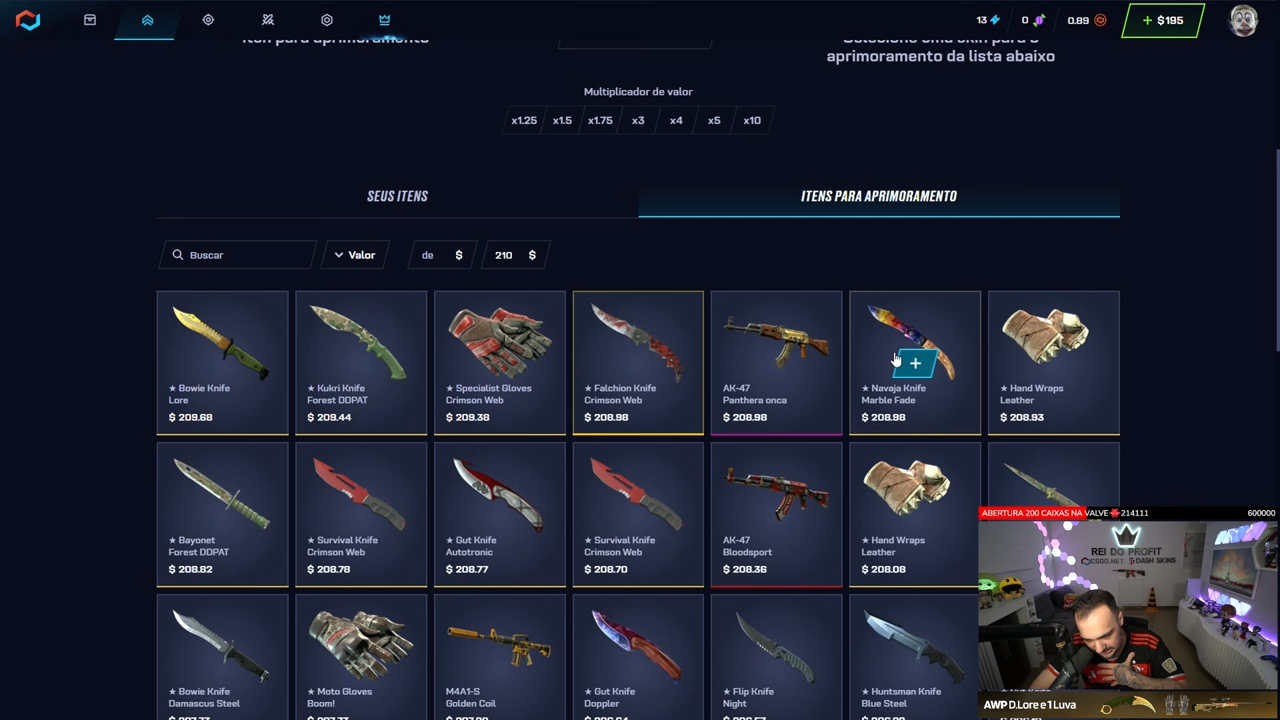 13
0
0.89
+ $195
Iten para aprimoramento
Selecione uma skin para o
aprimoramento da lista abaixo
Multiplicador de valor
x1.25 x1.5 x1.75 x3 x4 x5 x10
SEUS ITENS
ITENS PARA APRIMORAMENTO
Buscar
Valor
de $
210 $
★ Bowie Knife
Lore
$ 209.68
★ Kukri Knife
Forest DDPAT
$ 209.44
★ Specialist Gloves
Crimson Web
$ 209.38
★ Falchion Knife
Crimson Web
$ 208.98
AK-47
Panthera onca
$ 208.98
+
★ Navaja Knife
Marble Fade
$ 208.98
★ Hand Wraps
Leather
$ 208.93
★ Bayonet
Forest DDPAT
$ 208.82
★ Survival Knife
Crimson Web
$ 208.78
★ Gut Knife
Autotronic
$ 208.77
★ Survival Knife
Crimson Web
$ 208.70
AK-47
Bloodsport
$ 208.36
★ Hand Wraps
Leather
$ 208.08
ABERTURA 200 CAIXAS NA VALVE 214111
600000
REI DO PROFIT
CSGO.NET DASH SKINS
★ Bowie Knife
Damascus Steel
★ Moto Gloves
Boom!
M4A1-S
Golden Coil
★ Gut Knife
Doppler
★ Flip Knife
Night
★ Huntsman Knife
Blue Steel
AWP D.Lore e 1 Luva